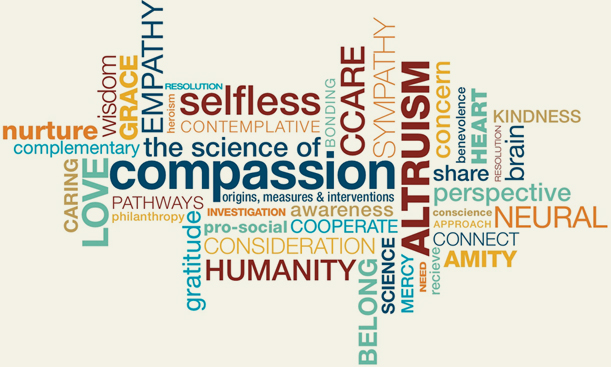 EMPATHY
wisdom
GRACE
RESOLUTION
heroism
selfless
CONTEMPLATIVE
BONDING
CCARE
SYMPATHY
ALTRUISM
concern
benevolence
HEART
KINDNESS
RESOLUTION
brain
nurture
complementary
the science of
compassion
origins, measures & interventions
share
perspective
CARING
LOVE
PATHWAYS
philanthropy
gratitude
INVESTIGATION
awareness
pro-social
COOPERATE
CONSIDERATION
HUMANITY
BELONG
SCIENCE
MERCY
NEED
recieve
conscience
APPROACH
NEURAL
CONNECT
AMITY